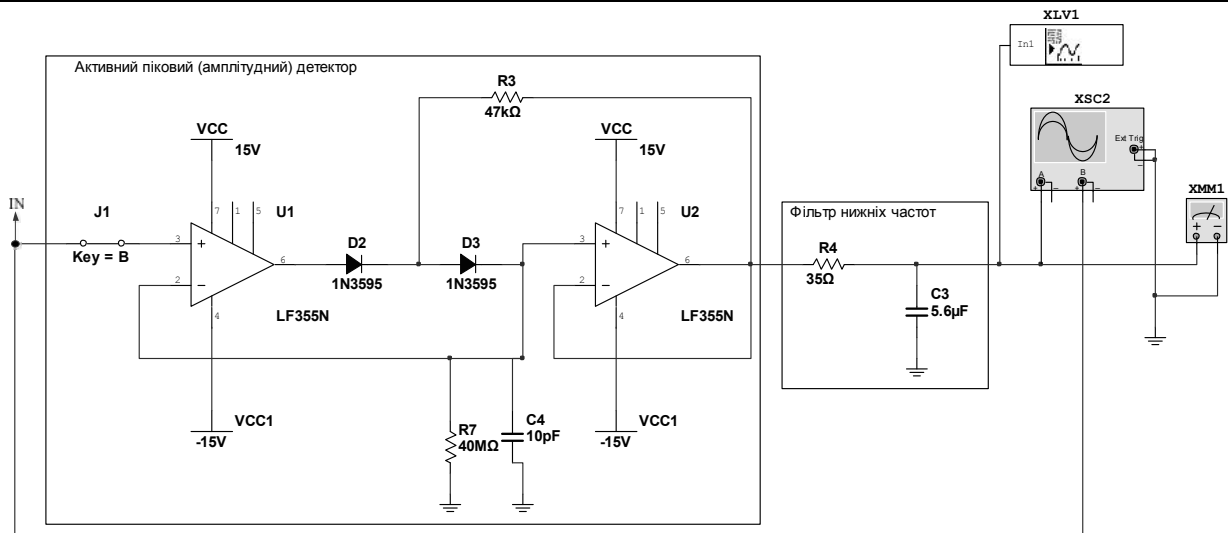 XLV1
In1
Активний піковий (амплітудний) детектор
R3
47kΩ
XSC2
Ext Trig
+
–
A
B
+ –
+ –
VCC
15V
VCC
15V
XMM1
+ –
IN
J1
Key = B
7 1 5
U1
3
+
2
–
6
4
LF355N
D2
1N3595
D3
1N3595
7 1 5
U2
3
+
2
–
6
4
LF355N
Фільтр нижніх частот
R4
35Ω
C3
5.6µF
VCC1
-15V
R7
40MΩ
C4
10pF
VCC1
-15V